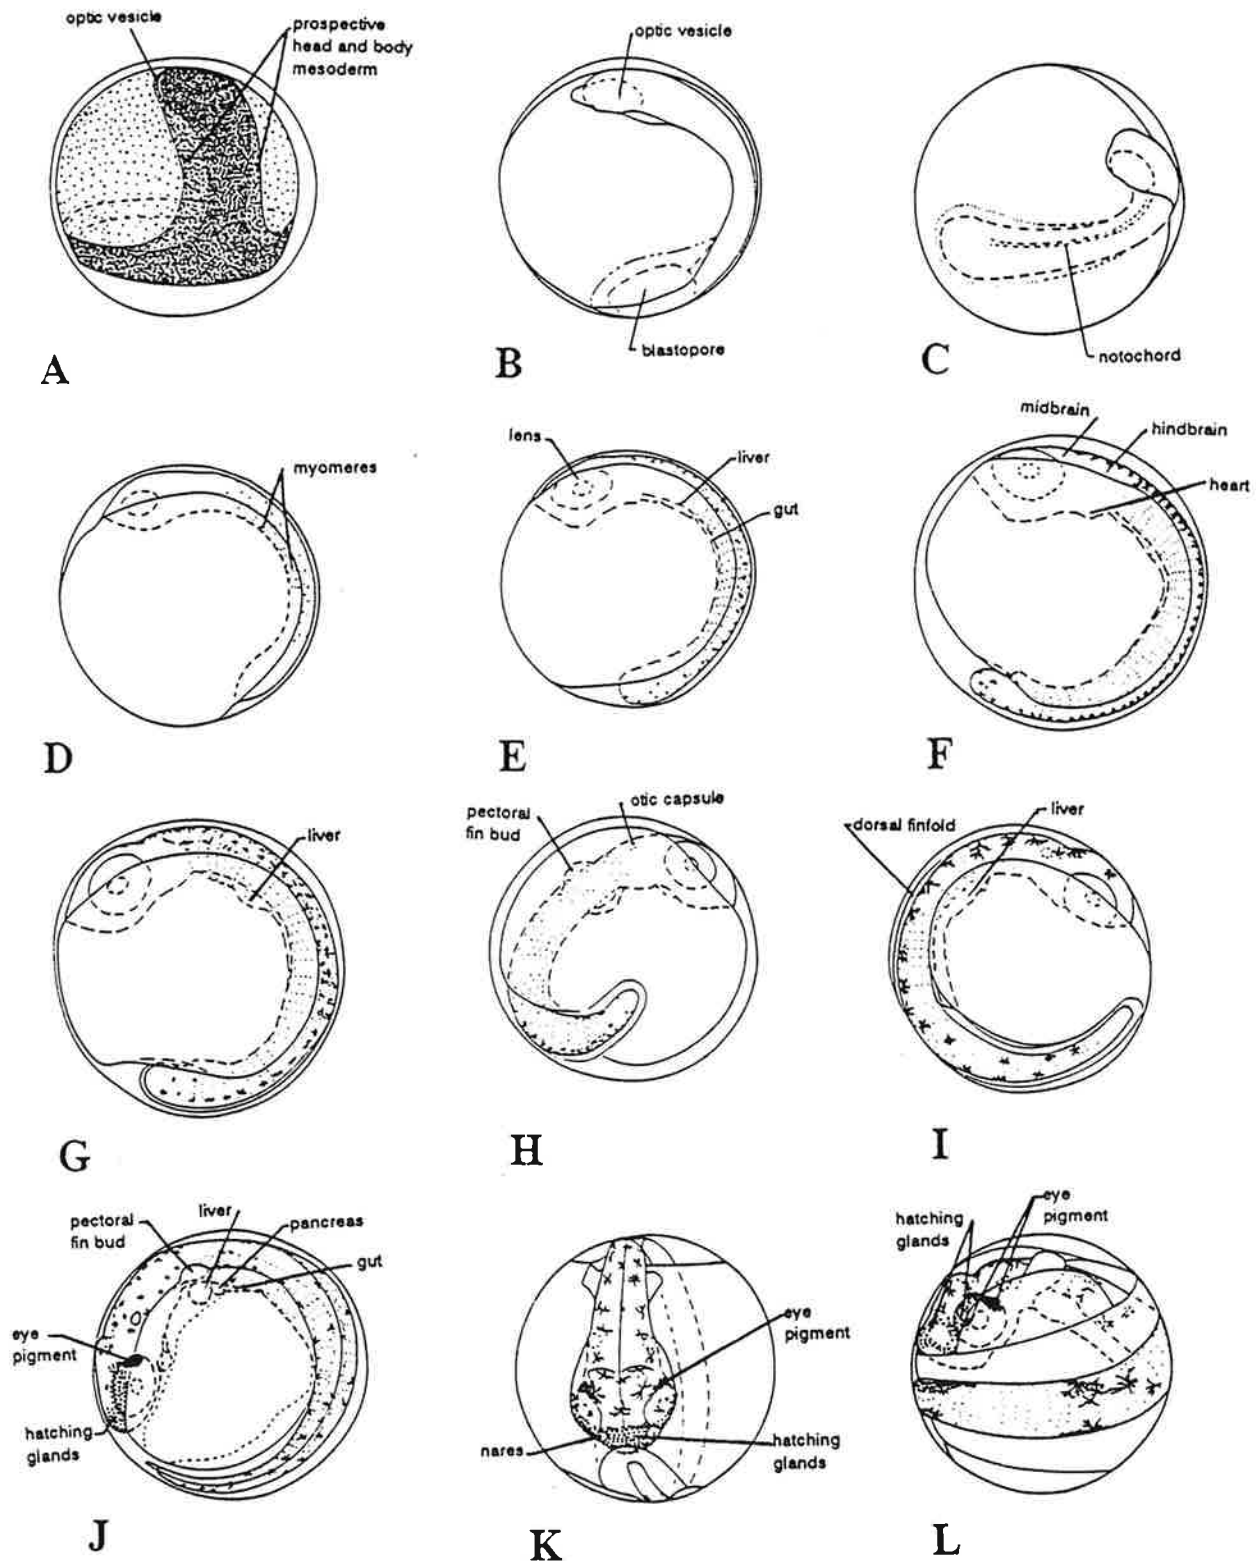 optic vesicle
prospective
head and body
mesoderm
A
optic vesicle
blastopore
B
notochord
C
myomeres
D
lens
liver
gut
E
midbrain
hindbrain
heart
F
liver
G
pectoral
fin bud
otic capsule
H
dorsal finfold
liver
I
pectoral
fin bud
liver
pancreas
gut
eye
pigment
hatching
glands
J
eye
pigment
nares
hatching
glands
K
hatching
glands
eye
pigment
L